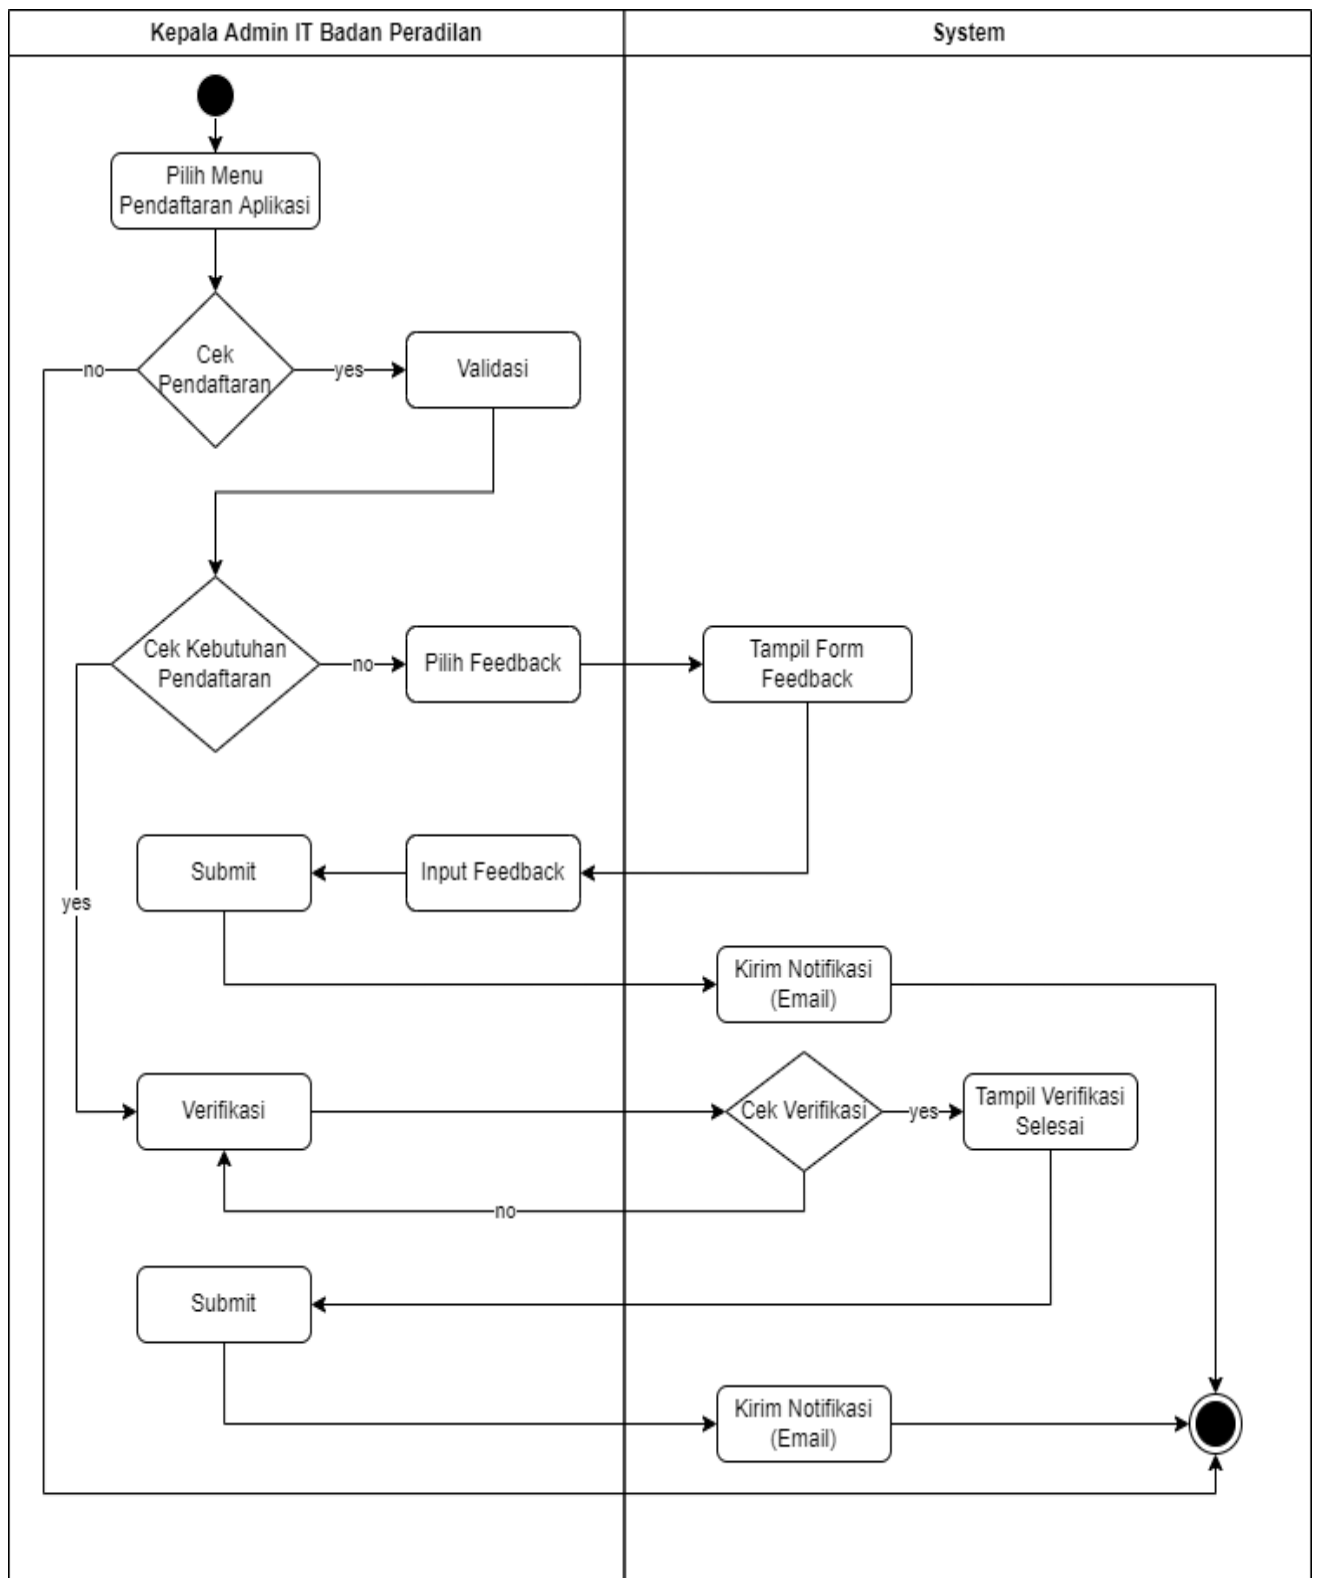 Kepala Admin IT Badan Peradilan
System
Pilih Menu
Pendaftaran Aplikasi
Cek
Pendaftaran
no
yes
Validasi
Cek Kebutuhan
Pendaftaran
no
Pilih Feedback
Tampil Form
Feedback
Submit
Input Feedback
yes
Kirim Notifikasi
(Email)
Verifikasi
Cek Verifikasi
yes
Tampil Verifikasi
Selesai
no
Submit
Kirim Notifikasi
(Email)